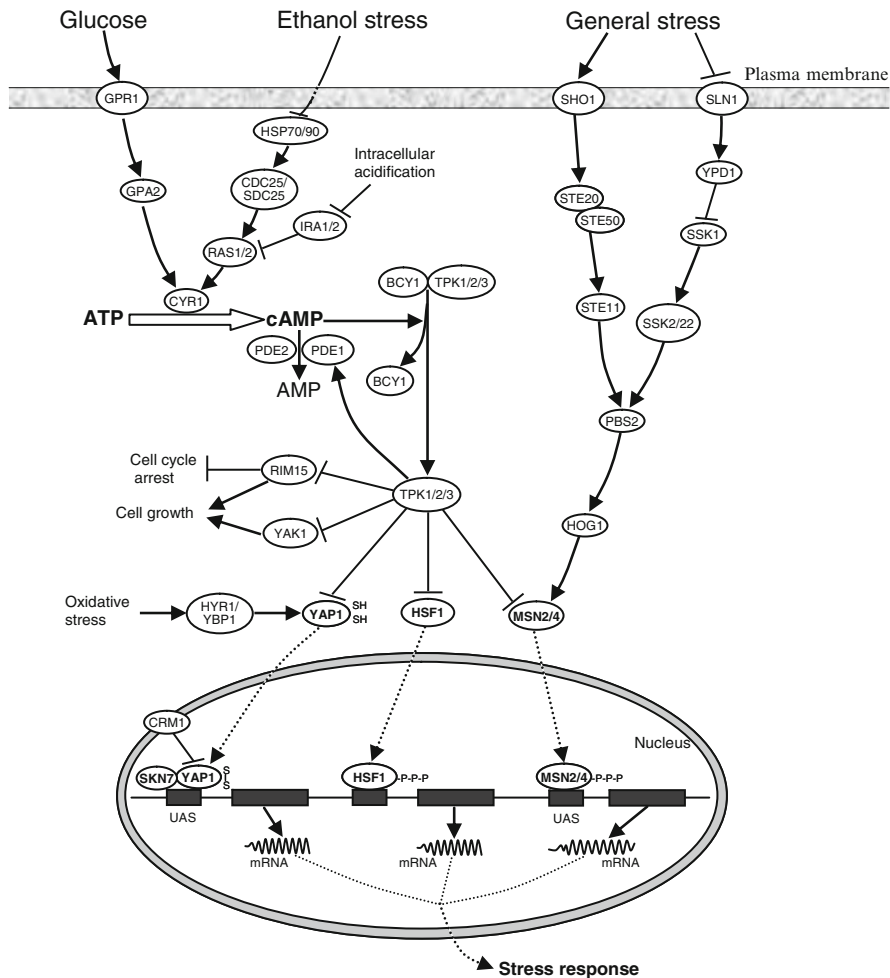 Glucose
Ethanol stress
General stress
Plasma membrane
GPR1
SHO1
SLN1
HSP70/90
Intracellular
acidification
YPD1
CDC25/
SDC25
GPA2
STE20
STE50
IRA1/2
SSK1
RAS1/2
BCY1
TPK1/2/3
CYR1
STE11
ATP
cAMP
SSK2/22
PDE2
PDE1
BCY1
AMP
PBS2
Cell cycle
arrest
RIM15
TPK1/2/3
Cell growth
YAK1
HOG1
Oxidative
stress
HYR1/
YBP1
YAP1
SH
SH
HSF1
MSN2/4
CRM1
Nucleus
SKN7
YAP1
S
I
S
HSF1
-P-P-P
MSN2/4
-P-P-P
UAS
UAS
mRNA
mRNA
mRNA
Stress response